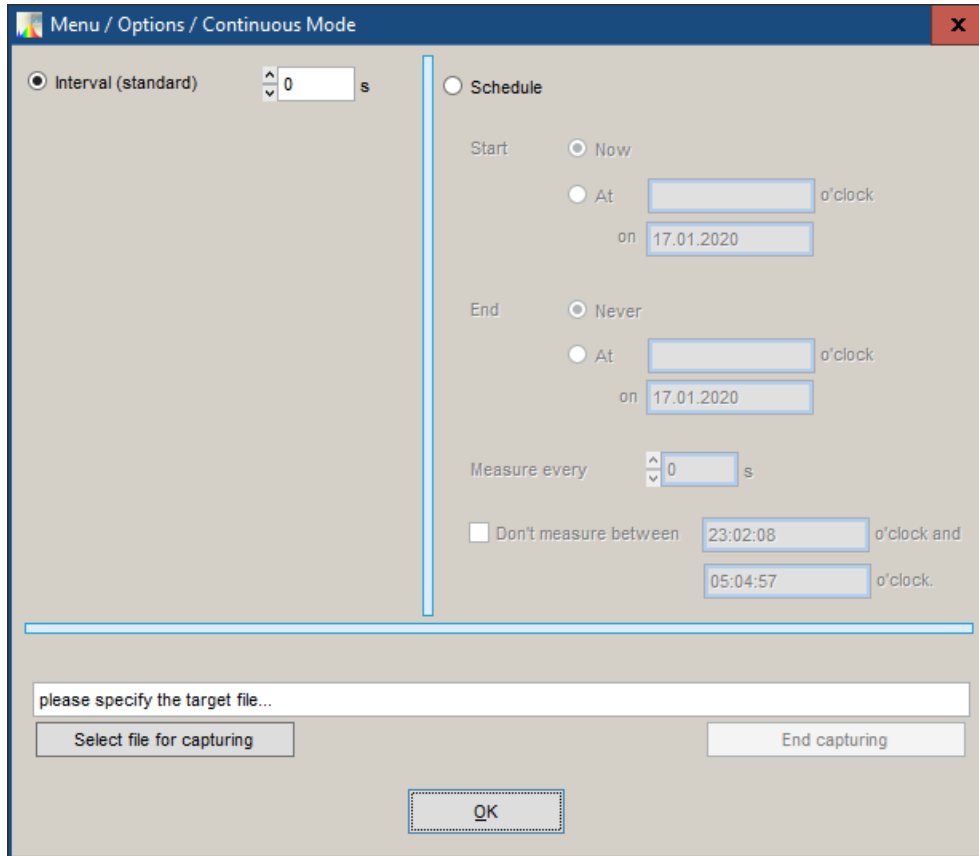 Menu / Options / Continuous Mode
Interval (standard) 0 s
Schedule
Start Now
At o'clock
on 17.01.2020
End Never
At o'clock
on 17.01.2020
Measure every 0 s
Don't measure between 23:02:08 o'clock and
05:04:57 o'clock.
please specify the target file...
Select file for capturing
End capturing
OK